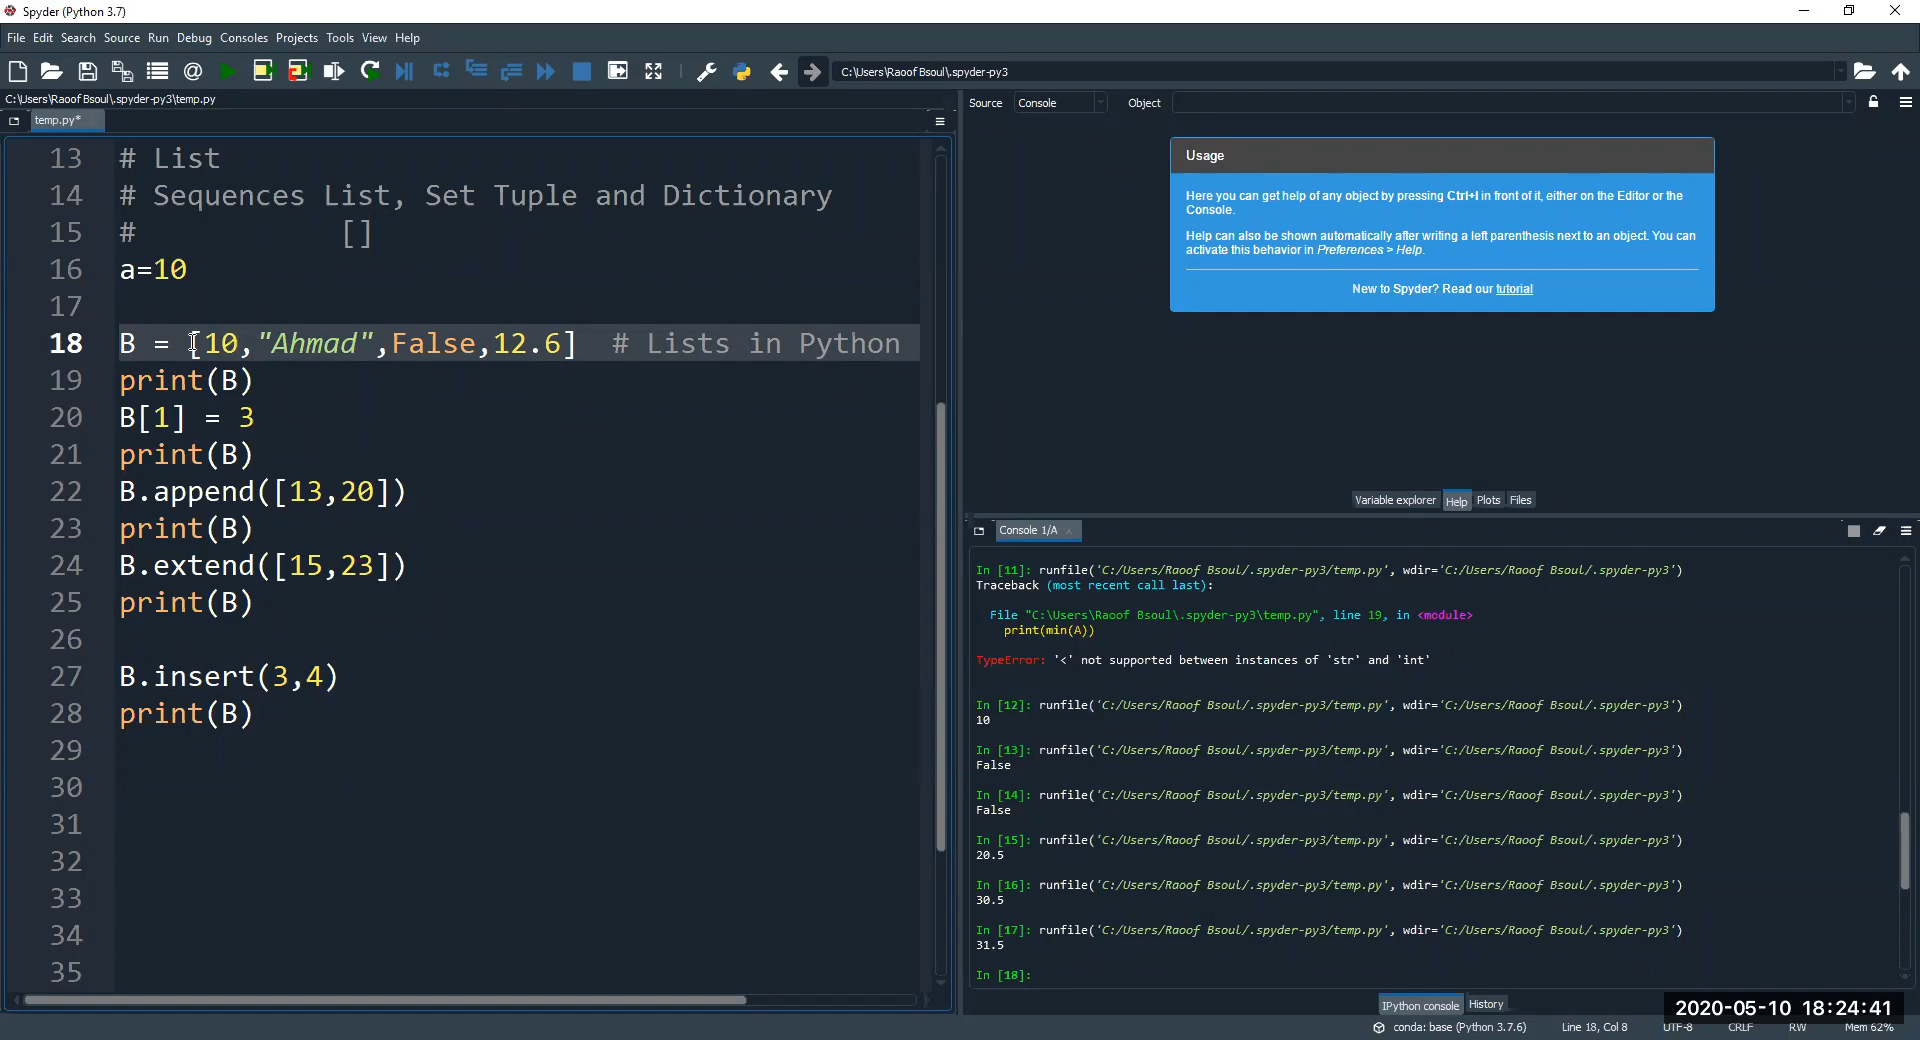 Spyder (Python 3.7)
File Edit Search Source Run Debug Consoles Projects Tools View Help
C:\Users\Raoof Bsoul\.spyder-py3
C:\Users\Raoof Bsoul\.spyder-py3\temp.py
temp.py*
13 # List
14 # Sequences List, Set Tuple and Dictionary
15 # []
16 a=10
17
18 B = [10,"Ahmad",False,12.6] # Lists in Python
19 print(B)
20 B[1] = 3
21 print(B)
22 B.append([13,20])
23 print(B)
24 B.extend([15,23])
25 print(B)
26
27 B.insert(3,4)
28 print(B)
29
30
31
32
33
34
35
Source Console Object
Usage
Here you can get help of any object by pressing Ctrl+I in front of it, either on the Editor or the
Console.
Help can also be shown automatically after writing a left parenthesis next to an object. You can
activate this behavior in Preferences > Help.
New to Spyder? Read our tutorial
Variable explorer Help Plots Files
Console 1/A
In [11]: runfile('C:/Users/Raoof Bsoul/.spyder-py3/temp.py', wdir='C:/Users/Raoof Bsoul/.spyder-py3')
Traceback (most recent call last):
File "C:\Users\Raoof Bsoul\.spyder-py3\temp.py", line 19, in <module>
print(min(A))
TypeError: '<' not supported between instances of 'str' and 'int'
In [12]: runfile('C:/Users/Raoof Bsoul/.spyder-py3/temp.py', wdir='C:/Users/Raoof Bsoul/.spyder-py3')
10
In [13]: runfile('C:/Users/Raoof Bsoul/.spyder-py3/temp.py', wdir='C:/Users/Raoof Bsoul/.spyder-py3')
False
In [14]: runfile('C:/Users/Raoof Bsoul/.spyder-py3/temp.py', wdir='C:/Users/Raoof Bsoul/.spyder-py3')
False
In [15]: runfile('C:/Users/Raoof Bsoul/.spyder-py3/temp.py', wdir='C:/Users/Raoof Bsoul/.spyder-py3')
20.5
In [16]: runfile('C:/Users/Raoof Bsoul/.spyder-py3/temp.py', wdir='C:/Users/Raoof Bsoul/.spyder-py3')
30.5
In [17]: runfile('C:/Users/Raoof Bsoul/.spyder-py3/temp.py', wdir='C:/Users/Raoof Bsoul/.spyder-py3')
31.5
In [18]:
IPython console History
2020-05-10 18:24:41
conda: base (Python 3.7.6) Line 18, Col 8 UTF-8 CRLF RW Mem 62%